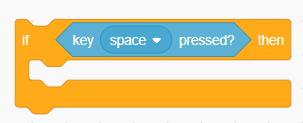 if key space pressed? then